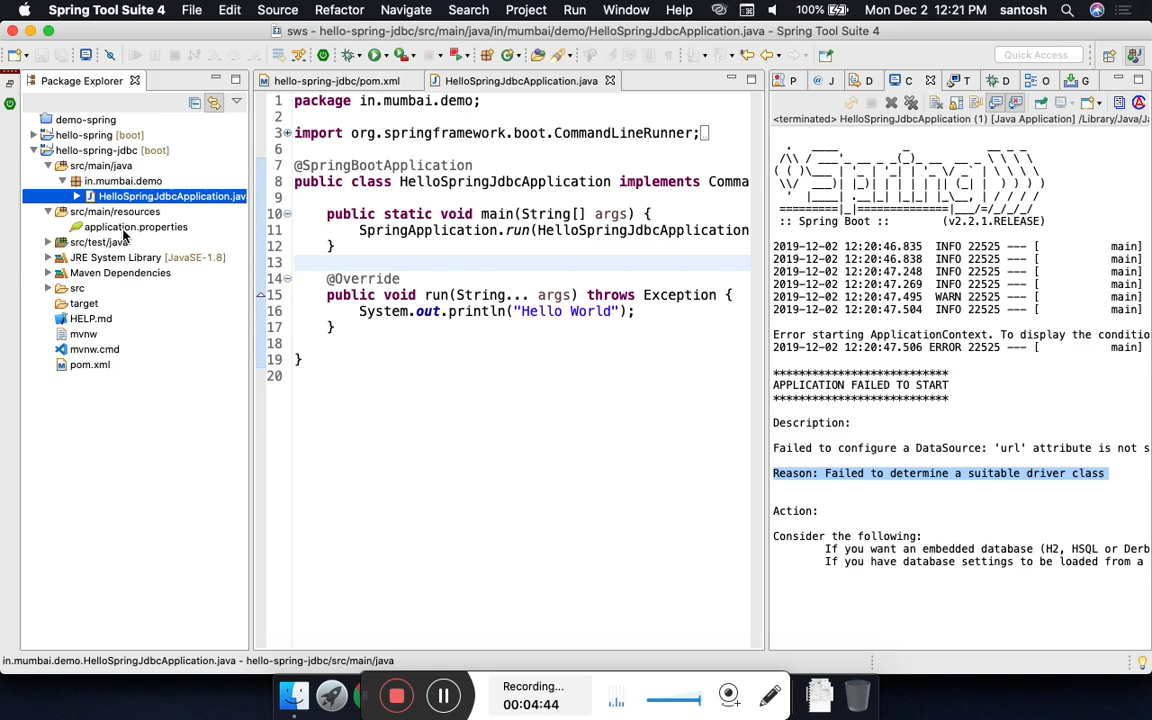 Spring Tool Suite 4 File Edit Source Refactor Navigate Search Project Run Window Help 100% Mon Dec 2 12:21 PM santosh
sws - hello-spring-jdbc/src/main/java/in/mumbai/demo/HelloSpringJdbcApplication.java - Spring Tool Suite 4
Quick Access
Package Explorer
hello-spring-jdbc/pom.xml
HelloSpringJdbcApplication.java
P J D C T D O G
demo-spring
hello-spring [boot]
hello-spring-jdbc [boot]
src/main/java
in.mumbai.demo
HelloSpringJdbcApplication.jav
src/main/resources
application.properties
src/test/java
JRE System Library [JavaSE-1.8]
Maven Dependencies
src
target
HELP.md
mvnw
mvnw.cmd
pom.xml
1 package in.mumbai.demo;
2
3 import org.springframework.boot.CommandLineRunner;
6
7 @SpringBootApplication
8 public class HelloSpringJdbcApplication implements Comma
9
10 public static void main(String[] args) {
11 SpringApplication.run(HelloSpringJdbcApplication
12 }
13
14 @Override
15 public void run(String... args) throws Exception {
16 System.out.println("Hello World");
17 }
18
19 }
20
<terminated> HelloSpringJdbcApplication (1) [Java Application] /Library/Java/Ja
:: Spring Boot :: (v2.2.1.RELEASE)
2019-12-02 12:20:46.835 INFO 22525 --- [ main]
2019-12-02 12:20:46.838 INFO 22525 --- [ main]
2019-12-02 12:20:47.248 INFO 22525 --- [ main]
2019-12-02 12:20:47.269 INFO 22525 --- [ main]
2019-12-02 12:20:47.495 WARN 22525 --- [ main]
2019-12-02 12:20:47.504 INFO 22525 --- [ main]
Error starting ApplicationContext. To display the conditio
2019-12-02 12:20:47.506 ERROR 22525 --- [ main]
***************************
APPLICATION FAILED TO START
***************************
Description:
Failed to configure a DataSource: 'url' attribute is not s
Reason: Failed to determine a suitable driver class
Action:
Consider the following:
If you want an embedded database (H2, HSQL or Derb
If you have database settings to be loaded from a
in.mumbai.demo.HelloSpringJdbcApplication.java - hello-spring-jdbc/src/main/java
Recording...
00:04:44